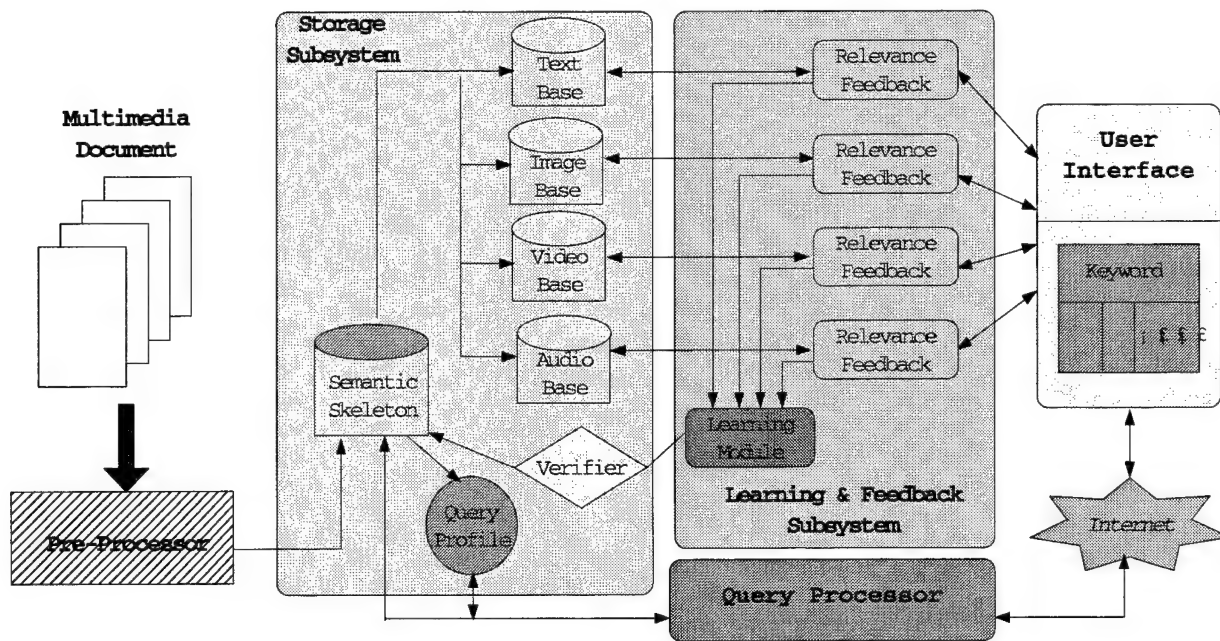 Storage
Subsystem
Text
Base
Relevance
Feedback
Multimedia
Document
Image
Base
Relevance
Feedback
User
Interface
Video
Base
Relevance
Feedback
Keyword
¡ £ £ £
Audio
Base
Relevance
Feedback
Semantic
Skeleton
Learning
Module
Verifier
Learning & Feedback
Subsystem
Query
Profile
Internet
Pre-Processor
Query Processor